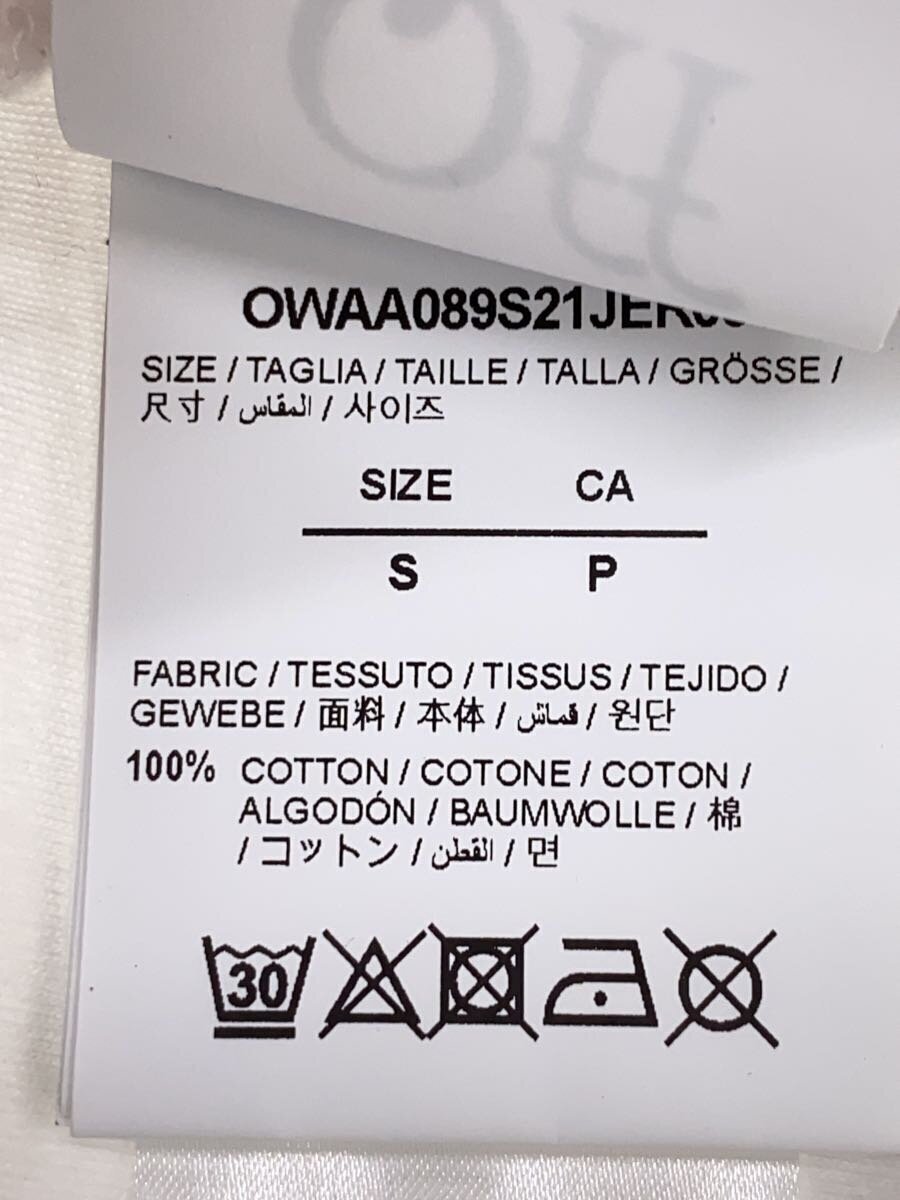 OWAA089S21JER
SIZE / TAGLIA / TAILLE / TALLA / GRÖSSE /
尺寸 / المقاس / 사이즈
SIZE CA
S P
FABRIC / TESSUTO / TISSUS / TEJIDO /
GEWEBE / 面料 / 本体 / قماش / 원단
100% COTTON / COTONE / COTON /
ALGODÓN / BAUMWOLLE / 棉
/ コットン / القطن / 면
30